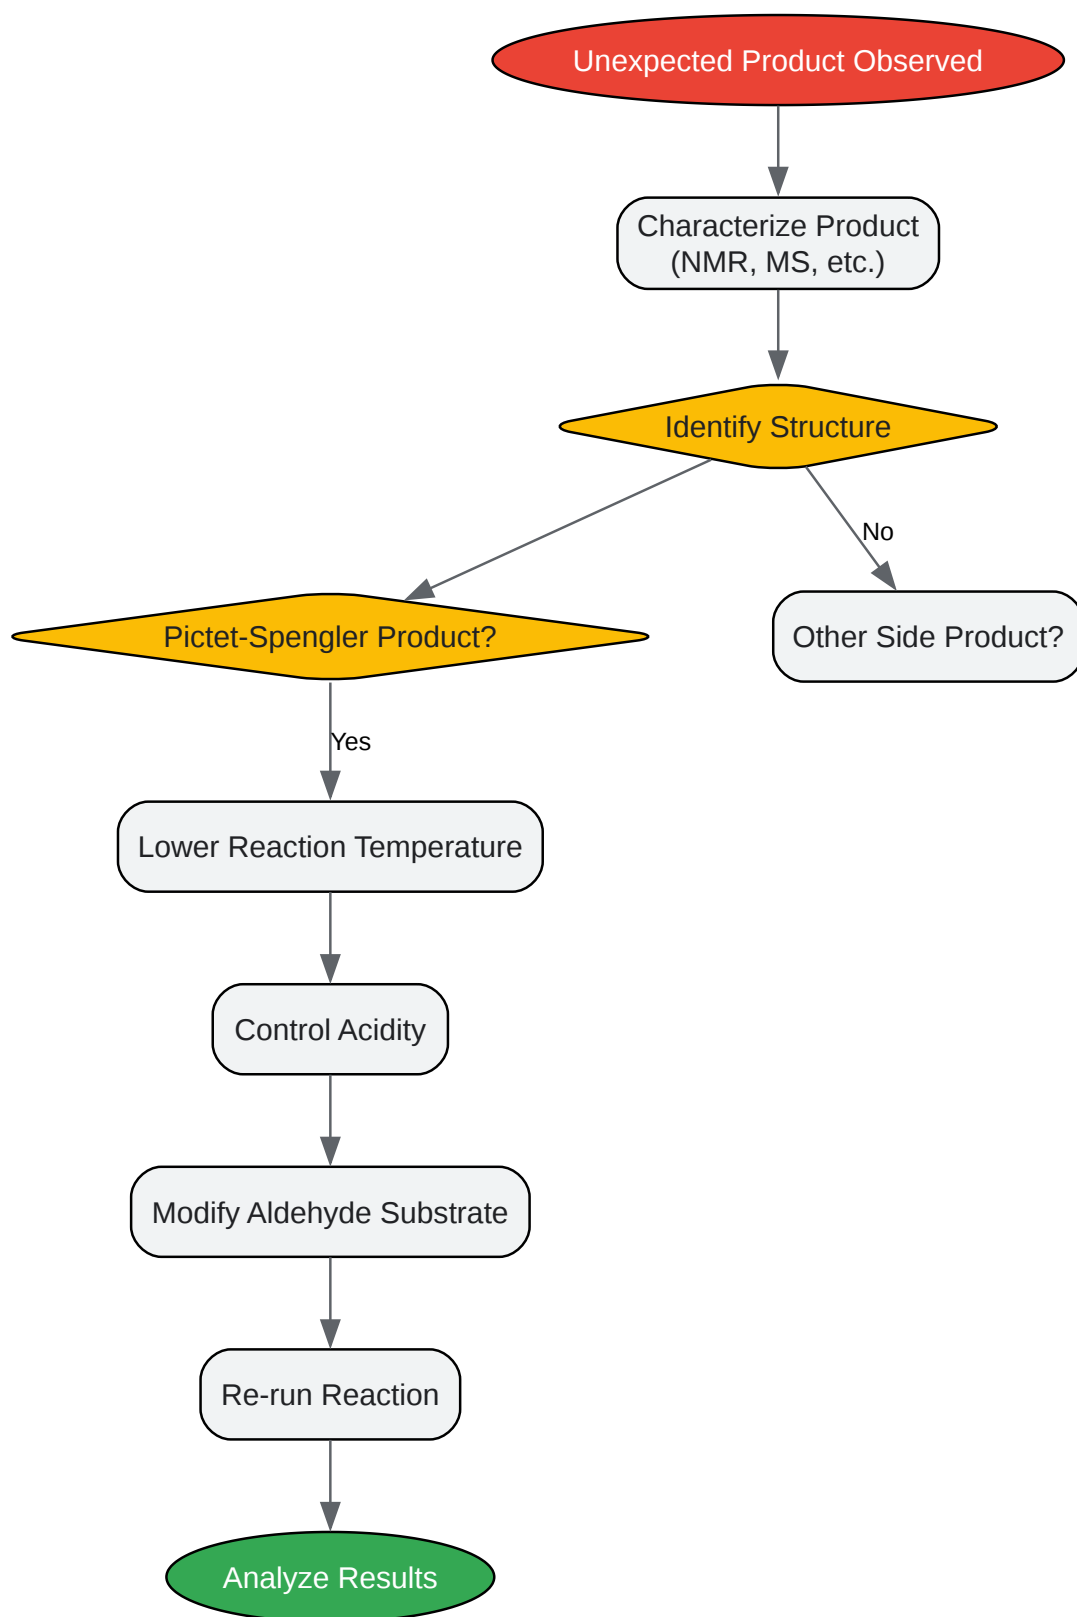 Unexpected Product Observed
Characterize Product
(NMR, MS, etc.)
Identify Structure
No
Pictet-Spengler Product?
Other Side Product?
Yes
Lower Reaction Temperature
Control Acidity
Modify Aldehyde Substrate
Re-run Reaction
Analyze Results